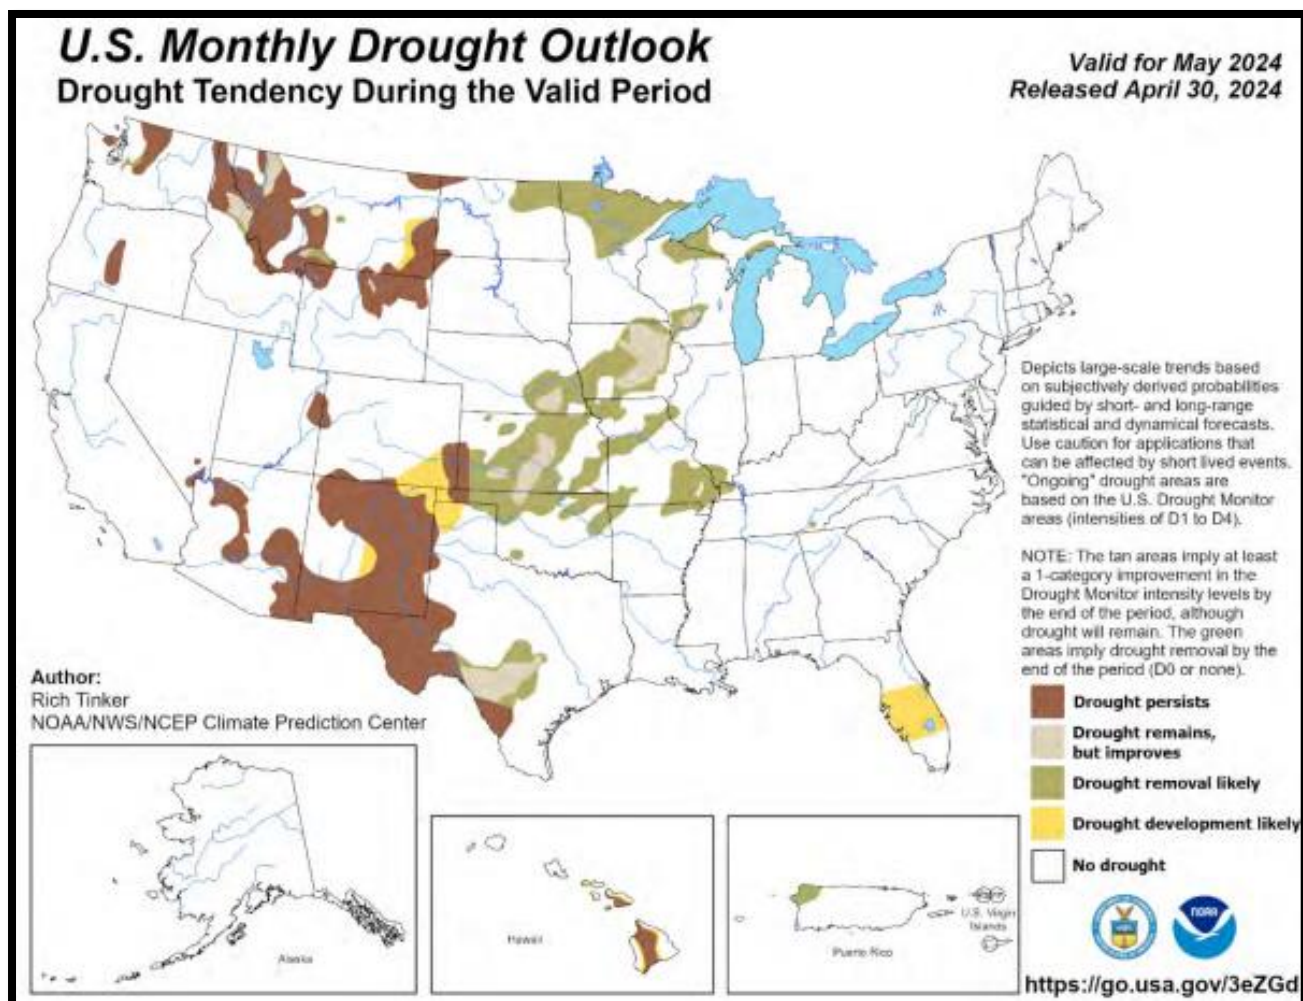 U.S. Monthly Drought Outlook
Drought Tendency During the Valid Period
Valid for May 2024
Released April 30, 2024
Depicts large-scale trends based
on subjectively derived probabilities
guided by short- and long-range
statistical and dynamical forecasts.
Use caution for applications that
can be affected by short lived events.
"Ongoing" drought areas are
based on the U.S. Drought Monitor
areas (intensities of D1 to D4).
NOTE: The tan areas imply at least
a 1-category improvement in the
Drought Monitor intensity levels by
the end of the period, although
drought will remain. The green
areas imply drought removal by the
end of the period (D0 or none).
Author:
Rich Tinker
NOAA/NWS/NCEP Climate Prediction Center
Drought persists
Drought remains,
but improves
Drought removal likely
Drought development likely
No drought
Alaska
Hawaii
Puerto Rico
U.S. Virgin
Islands
NOAA
https://go.usa.gov/3eZGd